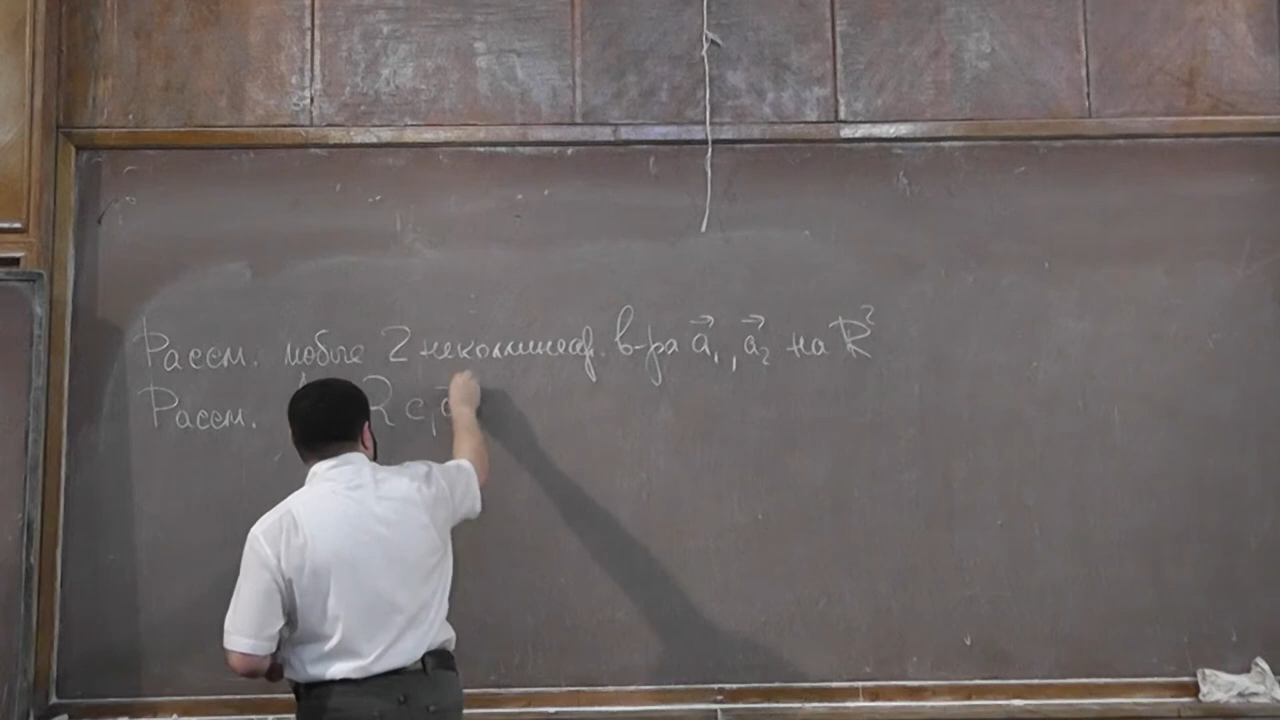 Рассм. любые 2 неколлинеар. в-ра a⃗₁, a⃗₂ на ℝ²
Рассм.